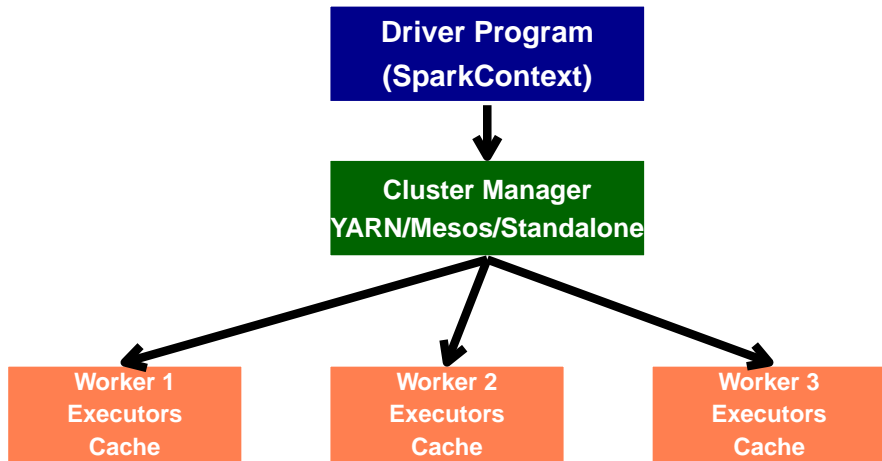 Driver Program
(SparkContext)
Cluster Manager
YARN/Mesos/Standalone
Worker 1
Executors
Cache
Worker 2
Executors
Cache
Worker 3
Executors
Cache